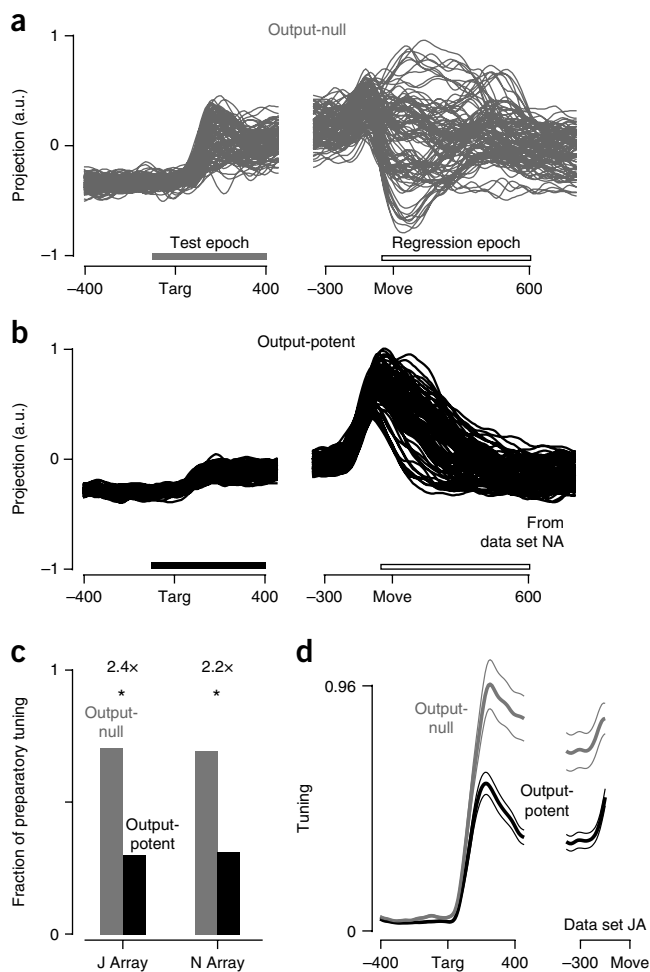 a
Output-null
1
Projection (a.u.)
0
−1
Test epoch
Regression epoch
−400 Targ 400 −300 Move 600
b
Output-potent
1
Projection (a.u.)
0
−1
From
data set NA
−400 Targ 400 −300 Move 600
c
1
2.4× 2.2×
* *
Output-
null
Fraction of preparatory tuning
Output-
potent
0
J Array N Array
d
0.96
Output-
null
Output-
potent
Tuning
0
Data set JA
−400 Targ 400 −300 Move